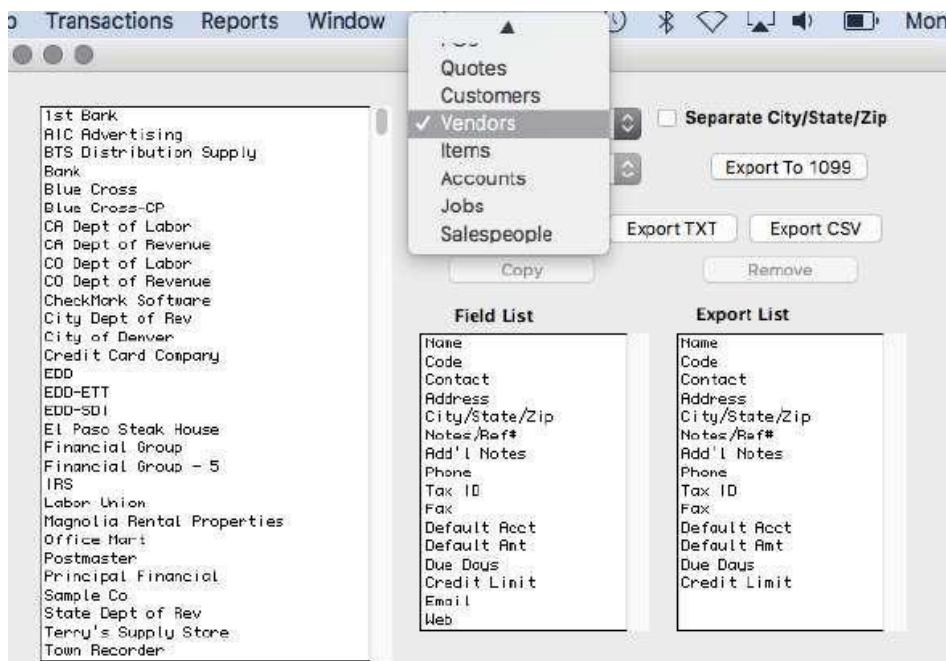 Transactions Reports Window Mon
Quotes
Customers
✓ Vendors
Items
Accounts
Jobs
Salespeople
Separate City/State/Zip
Export To 1099
Export TXT Export CSV
Copy Remove
1st Bank
AIC Advertising
BTS Distribution Supply
Bank
Blue Cross
Blue Cross-CP
CA Dept of Labor
CA Dept of Revenue
CO Dept of Labor
CO Dept of Revenue
CheckMark Software
City Dept of Rev
City of Denver
Credit Card Company
EDD
EDD-ETT
EDD-SDI
El Paso Steak House
Financial Group
Financial Group - 5
IRS
Labor Union
Magnolia Rental Properties
Office Mart
Postmaster
Principal Financial
Sample Co
State Dept of Rev
Terry's Supply Store
Town Recorder
Field List
Name
Code
Contact
Address
City/State/Zip
Notes/Ref#
Add'l Notes
Phone
Tax ID
Fax
Default Acct
Default Amt
Due Days
Credit Limit
Email
Web
Export List
Name
Code
Contact
Address
City/State/Zip
Notes/Ref#
Add'l Notes
Phone
Tax ID
Fax
Default Acct
Default Amt
Due Days
Credit Limit